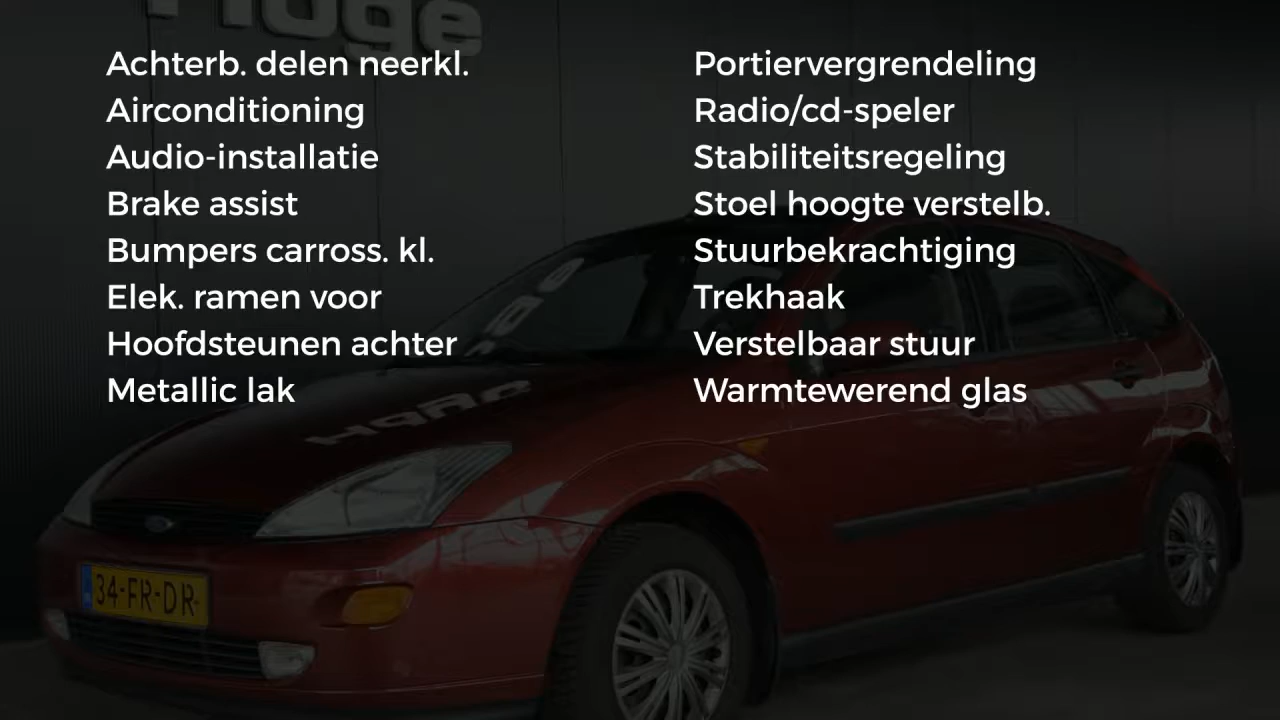 Hoge
Achterb. delen neerkl.
Airconditioning
Audio-installatie
Brake assist
Bumpers carross. kl.
Elek. ramen voor
Hoofdsteunen achter
Metallic lak
Portiervergrendeling
Radio/cd-speler
Stabiliteitsregeling
Stoel hoogte verstelb.
Stuurbekrachtiging
Trekhaak
Verstelbaar stuur
Warmtewerend glas
34-FR-DR